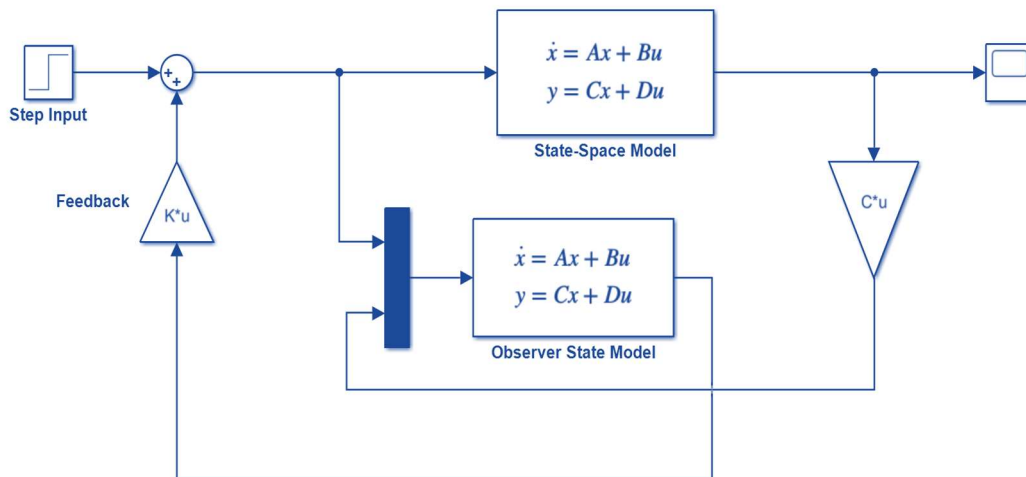 ẋ = Ax + Bu
y = Cx + Du
State-Space Model
+
+
Step Input
Feedback
K*u
C*u
ẋ = Ax + Bu
y = Cx + Du
Observer State Model